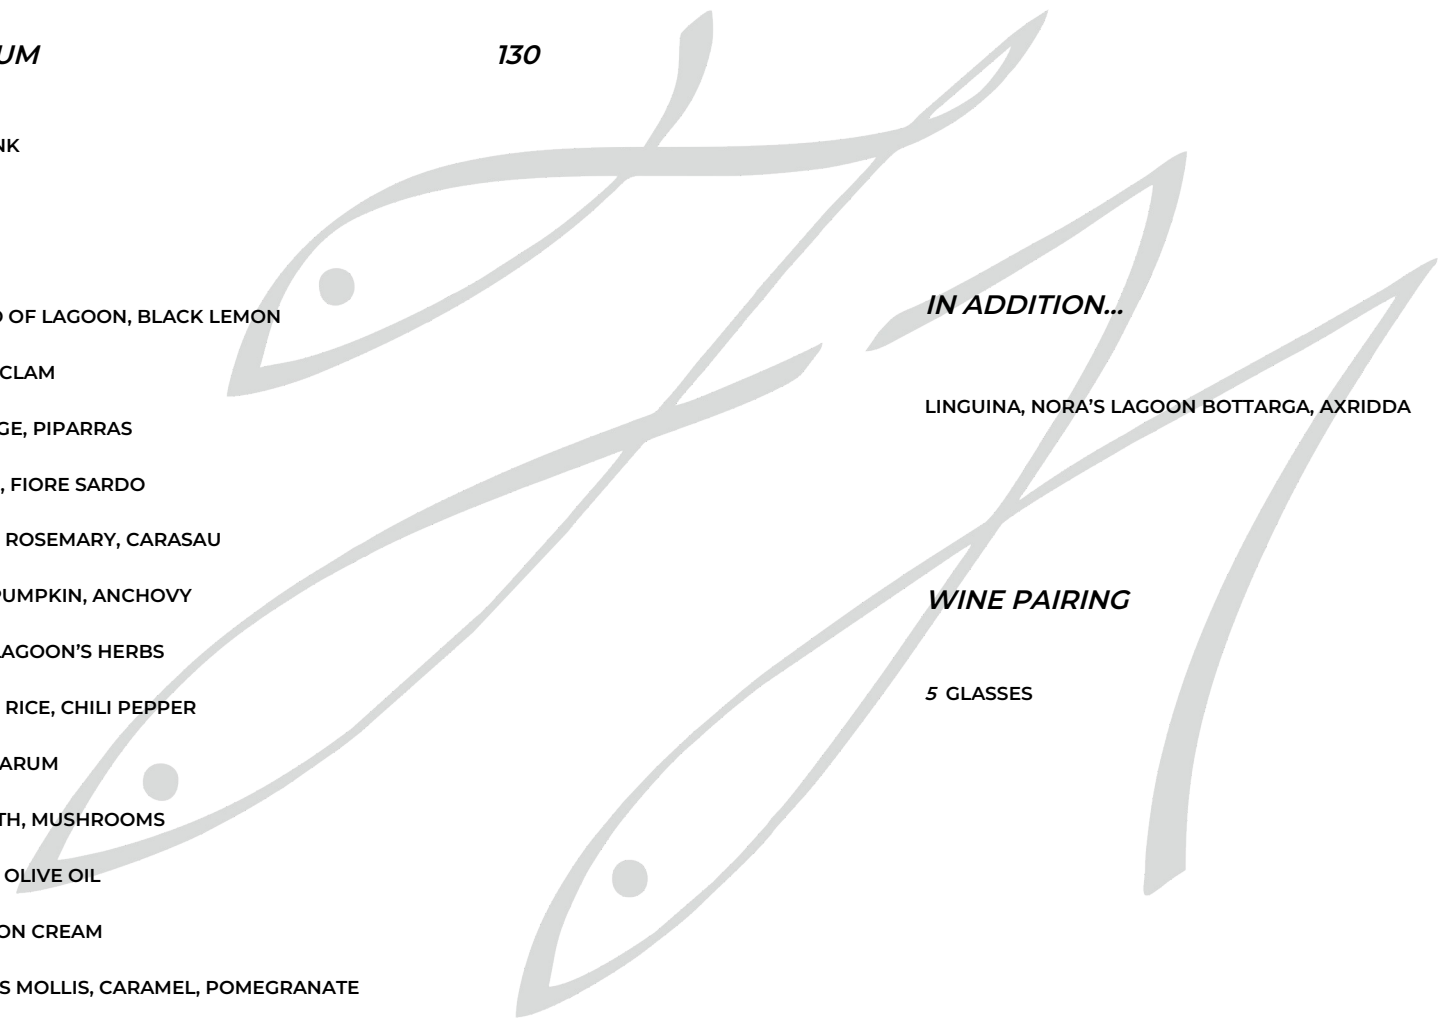 UM 130
NK
OF LAGOON, BLACK LEMON
CLAM
GE, PIPARRAS
, FIORE SARDO
ROSEMARY, CARASAU
PUMPKIN, ANCHOVY
LAGOON'S HERBS
RICE, CHILI PEPPER
ARUM
TH, MUSHROOMS
OLIVE OIL
ON CREAM
S MOLLIS, CARAMEL, POMEGRANATE
IN ADDITION...
LINGUINA, NORA'S LAGOON BOTTARGA, AXRIDDA
WINE PAIRING
5 GLASSES